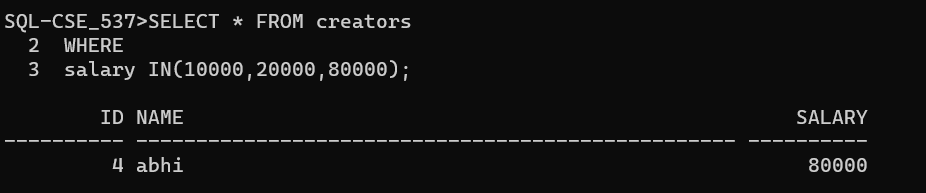 SQL-CSE_537>SELECT * FROM creators
  2  WHERE
  3  salary IN(10000,20000,80000);
        ID NAME                                                   SALARY
---------- -------------------------------------------------- ----------
         4 abhi                                                    80000